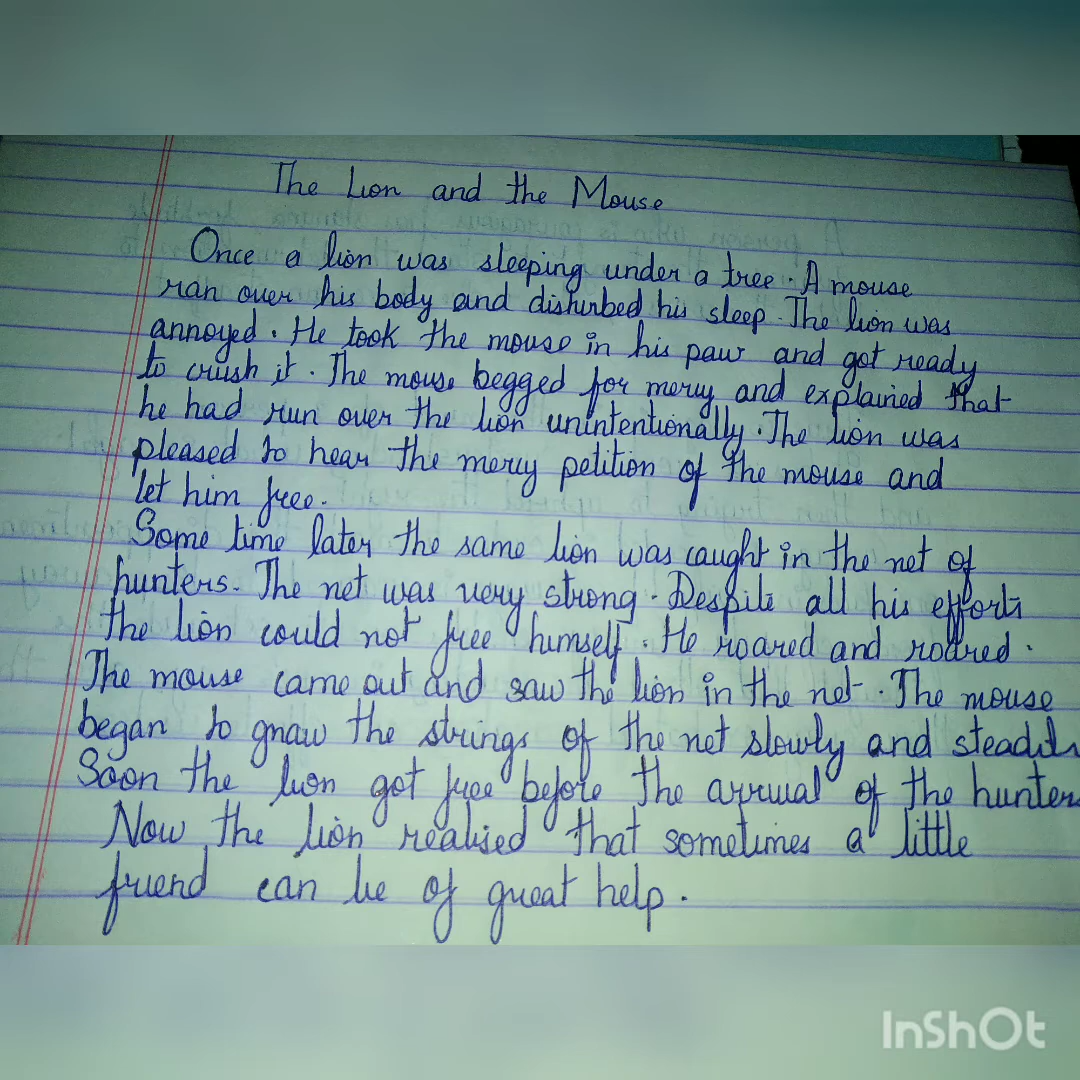 The Lion and the Mouse
Once a lion was sleeping under a tree. A mouse
ran over his body and disturbed his sleep. The lion was
annoyed. He took the mouse in his paw and got ready
to crush it. The mouse begged for mercy and explained that
he had run over the lion unintentionally. The lion was
pleased to hear the mercy petition of the mouse and
let him free.
Some time later the same lion was caught in the net of
hunters. The net was very strong. Despite all his efforts
the lion could not free himself. He roared and roared.
The mouse came out and saw the lion in the net. The mouse
began to gnaw the strings of the net slowly and steadily
Soon the lion got free before the arrival of the hunters
Now the lion realised that sometimes a little
friend can be of great help.
InShOt